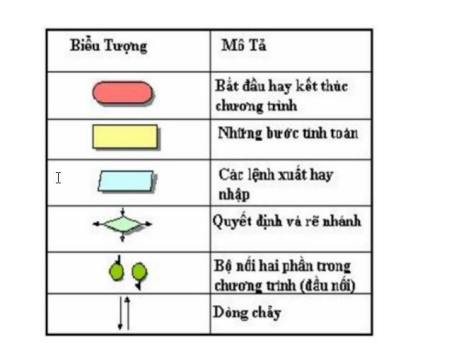 Biểu Tượng
Mô Tả
Bắt đầu hay kết thúc
chương trình
Những bước tính toán
Các lệnh xuất hay
nhập
Quyết định và rẽ nhánh
Bộ nối hai phần trong
chương trình (đầu nối)
Dòng chảy